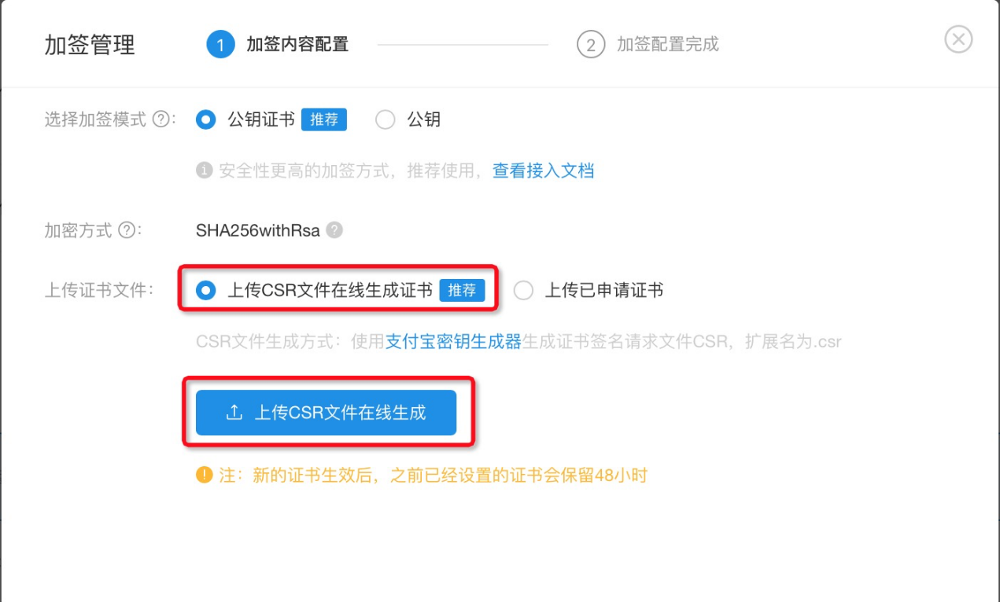 加签管理 1 加签内容配置 2 加签配置完成
选择加签模式 ?: 公钥证书 推荐 公钥
i 安全性更高的加签方式，推荐使用，查看接入文档
加密方式 ?: SHA256withRsa ?
上传证书文件: 上传CSR文件在线生成证书 推荐 上传已申请证书
CSR文件生成方式：使用支付宝密钥生成器生成证书签名请求文件CSR，扩展名为.csr
上传CSR文件在线生成
! 注：新的证书生效后，之前已经设置的证书会保留48小时